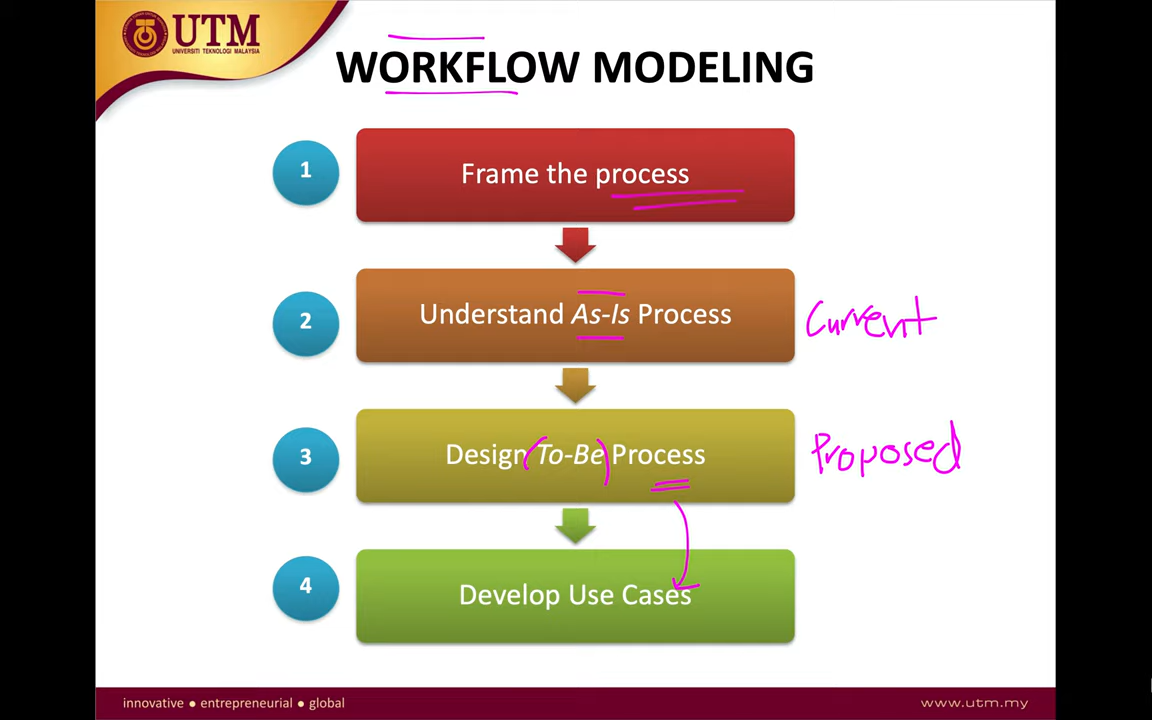 UTM
UNIVERSITI TEKNOLOGI MALAYSIA
WORKFLOW MODELING
1
Frame the process
2
Understand As-Is Process
Current
3
Design To-Be Process
Proposed
4
Develop Use Cases
innovative ● entrepreneurial ● global
www.utm.my